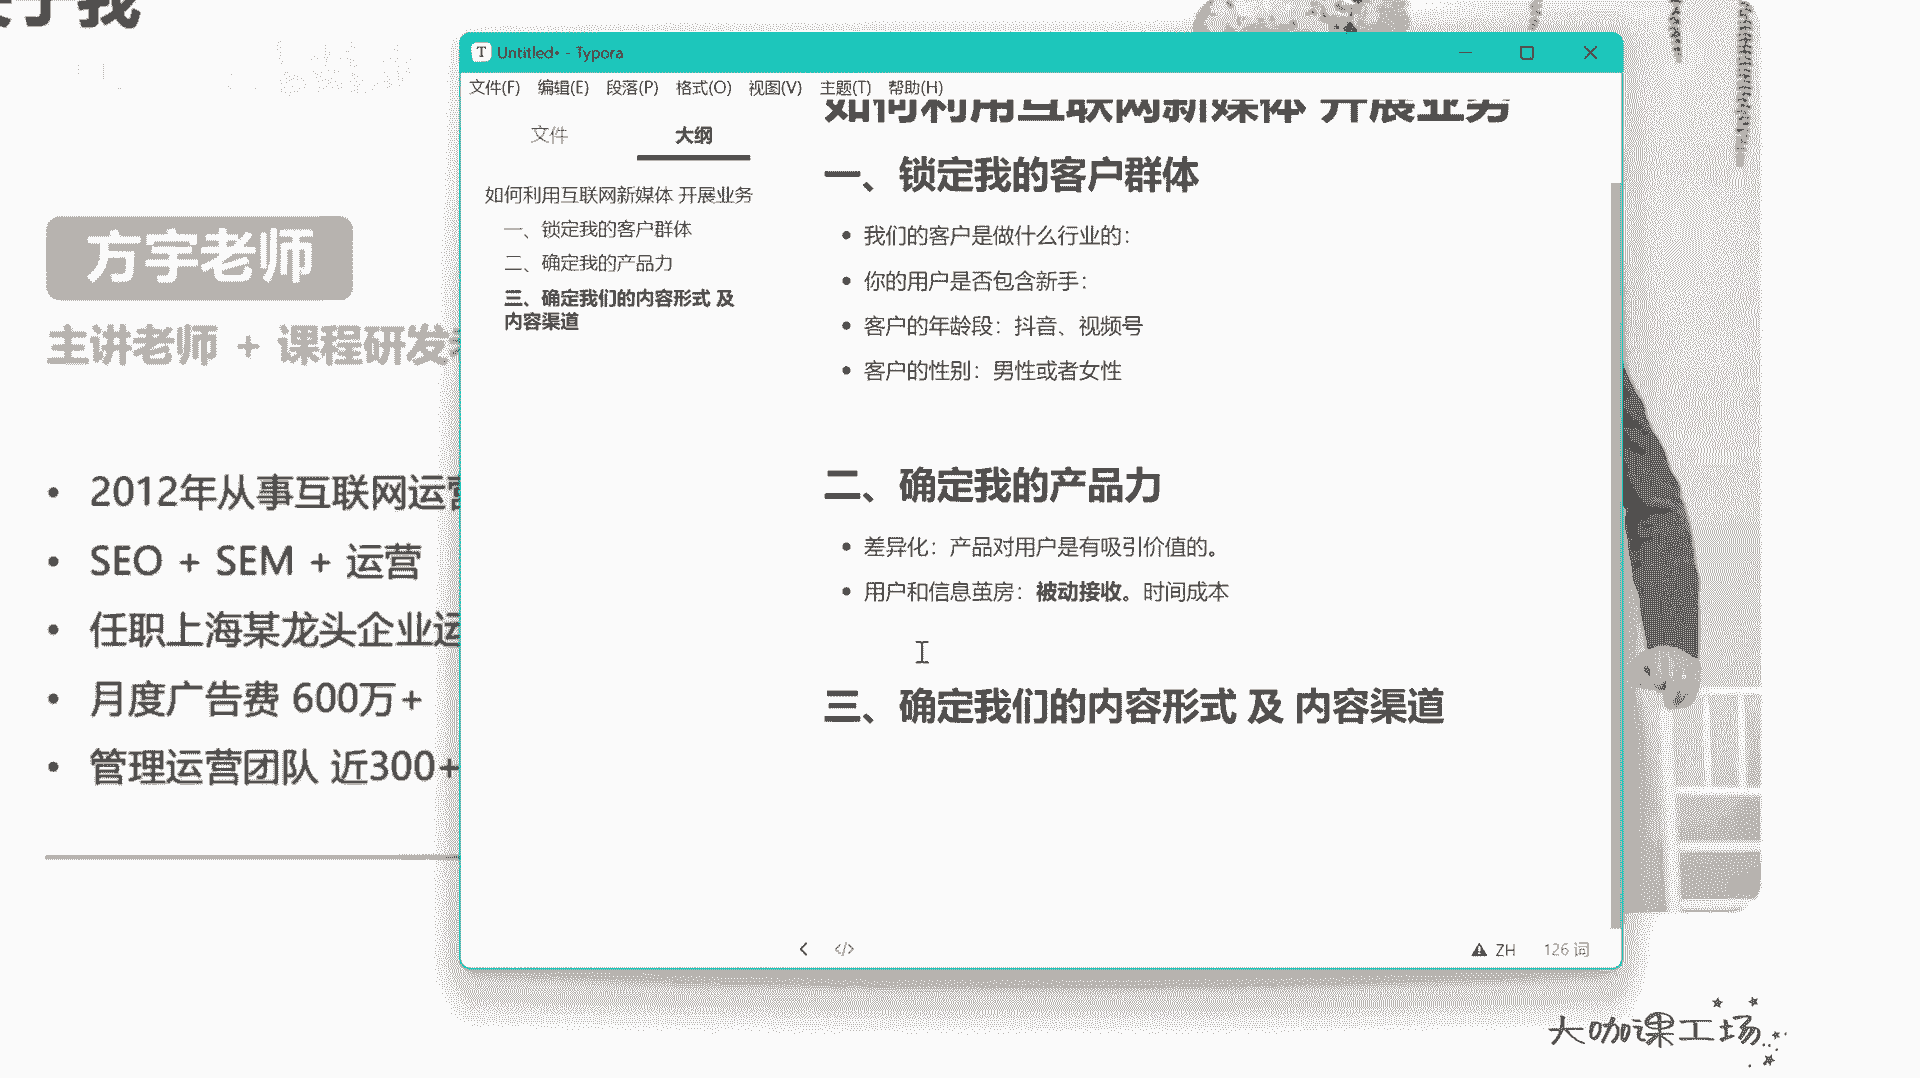 关于我
Untitled• - Typora
文件(F) 编辑(E) 段落(P) 格式(O) 视图(V) 主题(T) 帮助(H)
文件 大纲
如何利用互联网新媒体 开展业务
一、锁定我的客户群体
二、确定我的产品力
三、确定我们的内容形式 及
内容渠道
如何利用互联网新媒体 开展业务
一、锁定我的客户群体
我们的客户是做什么行业的：
你的用户是否包含新手：
客户的年龄段：抖音、视频号
客户的性别：男性或者女性
二、确定我的产品力
差异化：产品对用户是有吸引价值的。
用户和信息茧房：被动接收。时间成本
三、确定我们的内容形式 及 内容渠道
ZH 126 词
方宇老师
主讲老师 + 课程研发
2012年从事互联网运营
SEO + SEM + 运营
任职上海某龙头企业运
月度广告费 600万+
管理运营团队 近300+
大咖课工场